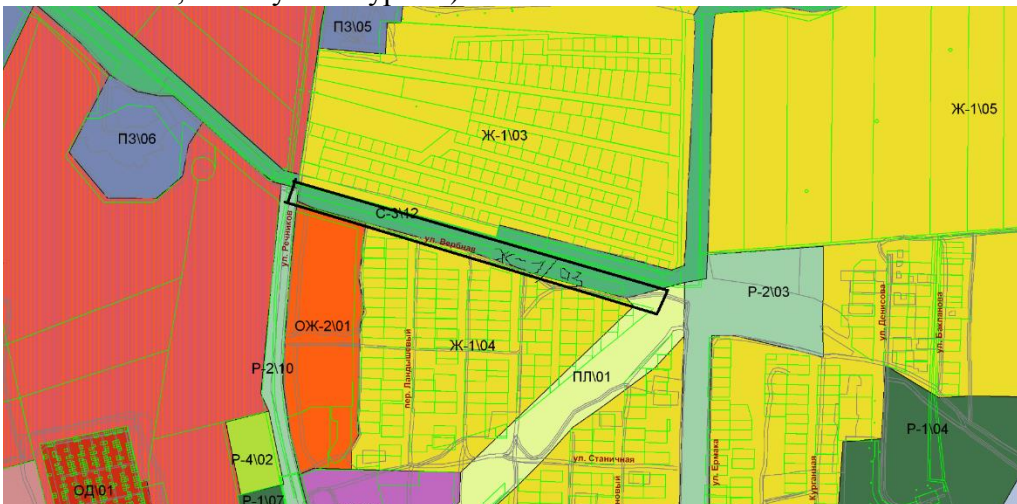 ПЗ\05
Ж-1\05
ПЗ\06
Ж-1\03
С-3\12
ул. Речников
ул. Вербная
Ж-1/03
Р-2\03
ул. Денисова
ул. Бакланова
ОЖ-2\01
Ж-1\04
пер. Ландышевый
Р-2\10
ПЛ\01
Р-1\04
Р-4\02
ул. Станичная
ул. Ермака
Курганная
ОД\01
Р-1\07